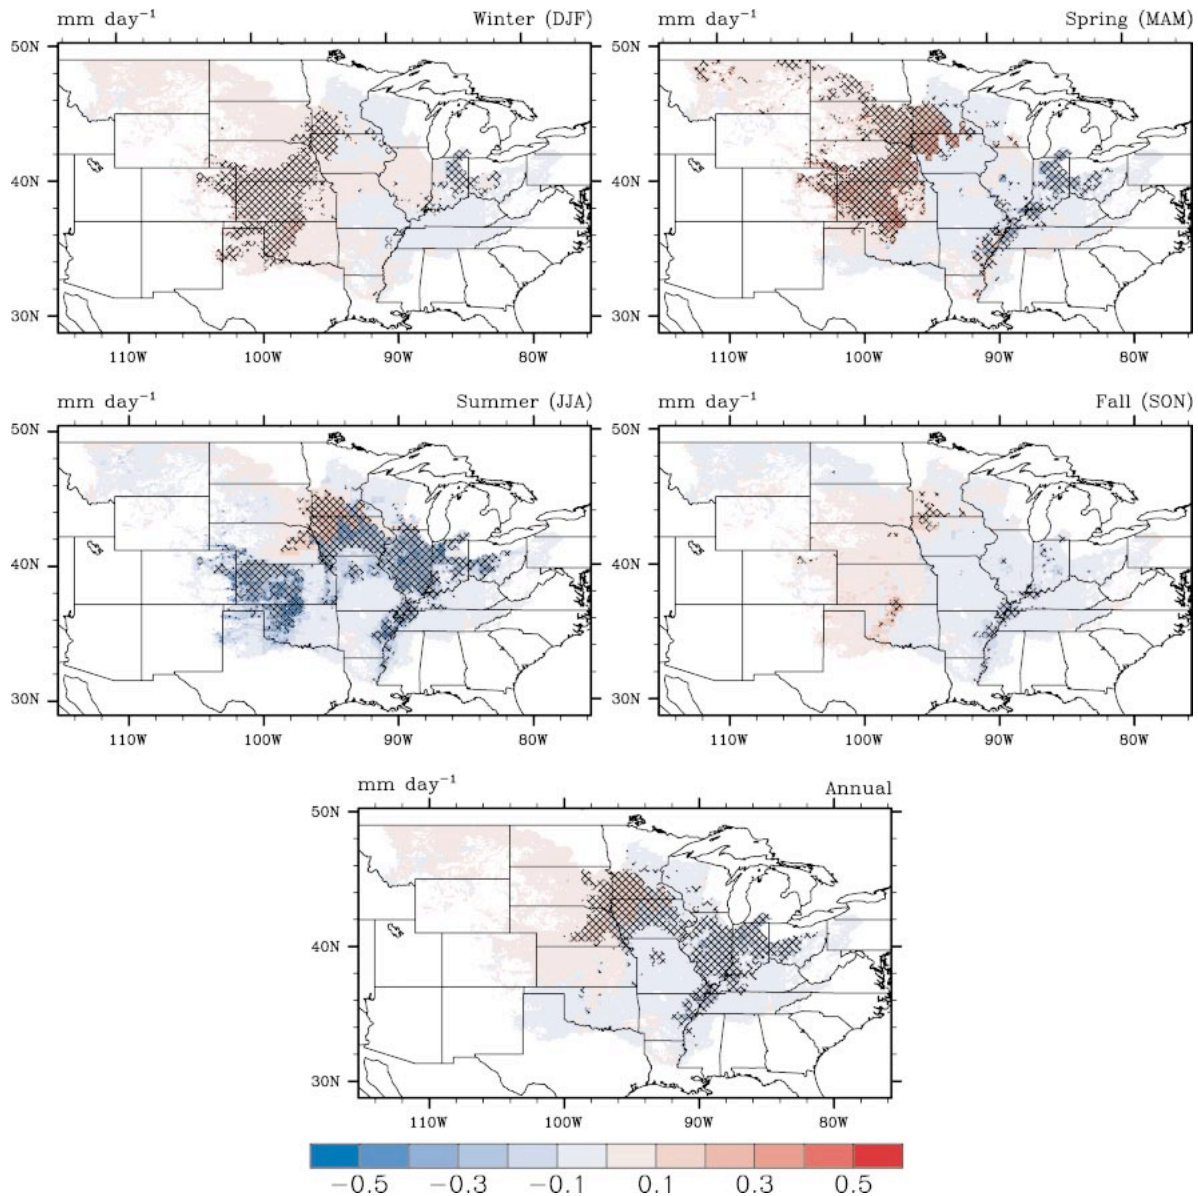 mm day⁻¹ Winter (DJF) mm day⁻¹ Spring (MAM)
50N 50N
40N 40N
30N 30N
110W 100W 90W 80W 110W 100W 90W 80W
mm day⁻¹ Summer (JJA) mm day⁻¹ Fall (SON)
50N 50N
40N 40N
30N 30N
110W 100W 90W 80W 110W 100W 90W 80W
mm day⁻¹ Annual
50N
40N
30N
110W 100W 90W 80W
−0.5 −0.3 −0.1 0.1 0.3 0.5